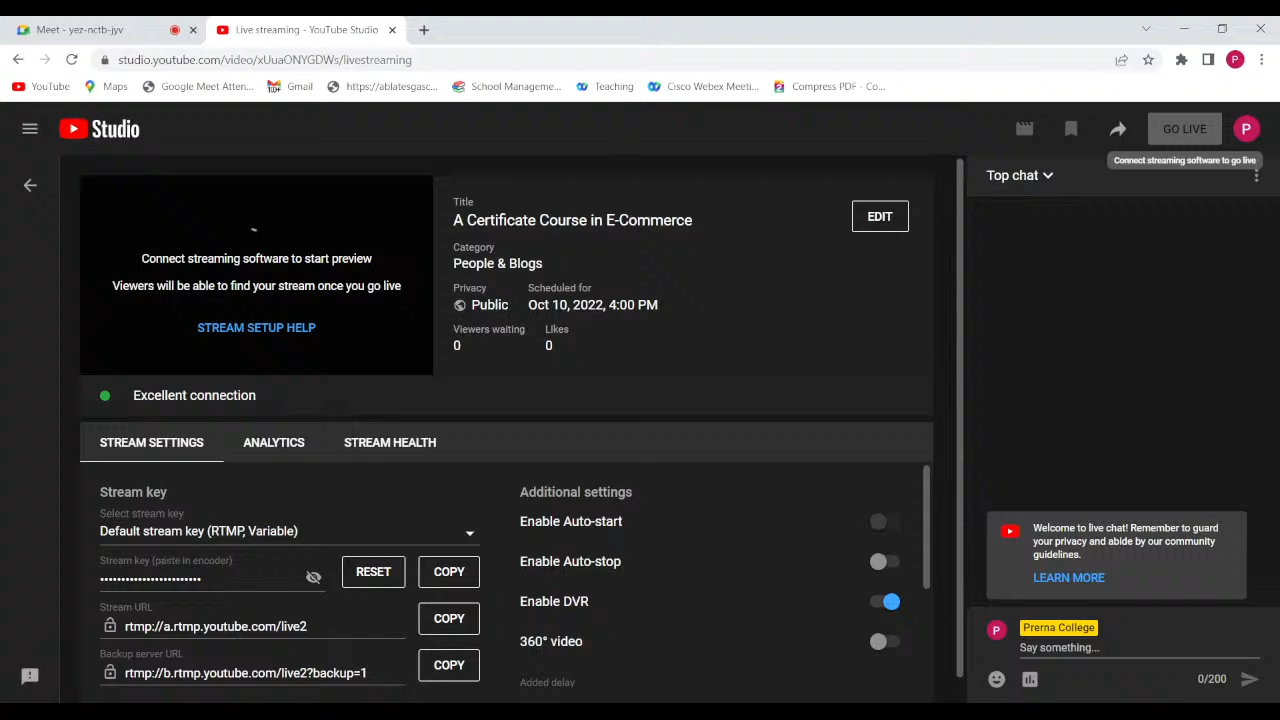 Meet - yez-nctb-jyv
Live streaming - YouTube Studio
studio.youtube.com/video/xUuaONYGDWs/livestreaming
P
YouTube
Maps
Google Meet Atten...
Gmail
https://ablatesgasc...
School Manageme...
Teaching
Cisco Webex Meeti...
Compress PDF - Co...
Studio
GO LIVE
P
Connect streaming software to go live
Top chat
Connect streaming software to start preview
Viewers will be able to find your stream once you go live
STREAM SETUP HELP
Title
A Certificate Course in E-Commerce
EDIT
Category
People & Blogs
Privacy
Scheduled for
Public
Oct 10, 2022, 4:00 PM
Viewers waiting
Likes
0
0
Excellent connection
STREAM SETTINGS
ANALYTICS
STREAM HEALTH
Stream key
Select stream key
Default stream key (RTMP, Variable)
Stream key (paste in encoder)
••••••••••••••••••••••••
RESET
COPY
Stream URL
rtmp://a.rtmp.youtube.com/live2
COPY
Backup server URL
rtmp://b.rtmp.youtube.com/live2?backup=1
COPY
Additional settings
Enable Auto-start
Enable Auto-stop
Enable DVR
360° video
Added delay
Welcome to live chat! Remember to guard
your privacy and abide by our community
guidelines.
LEARN MORE
P
Prerna College
Say something...
0/200